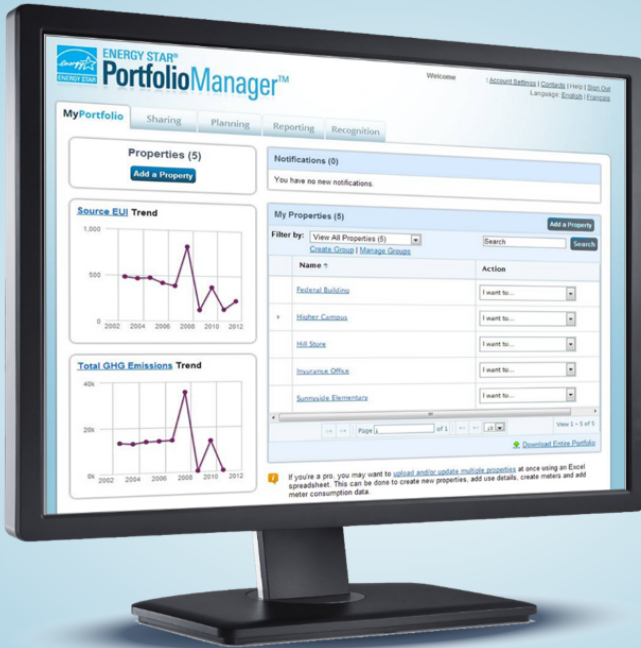 ENERGY STAR®
PortfolioManager™
ENERGY STAR
Welcome
Account Settings | Contacts | Help | Sign Out
Language: English | Français
MyPortfolio
Sharing
Planning
Reporting
Recognition
Properties (5)
Add a Property
Source EUI Trend
1,000
500
0
2002 2004 2006 2008 2010 2012
Total GHG Emissions Trend
40k
20k
0k
2002 2004 2006 2008 2010 2012
Notifications (0)
You have no new notifications.
My Properties (5)
Add a Property
Filter by: View All Properties (5)
Search
Search
Create Group | Manage Groups
Name
Action
Federal Building
I want to...
Higher Campus
I want to...
Hill Store
I want to...
Insurance Office
I want to...
Sunnyside Elementary
I want to...
Page 1 of 1
View 1 - 5 of 5
Download Entire Portfolio
If you're a pro, you may want to upload and/or update multiple properties at once using an Excel
spreadsheet. This can be done to create new properties, add use details, create meters and add
meter consumption data.